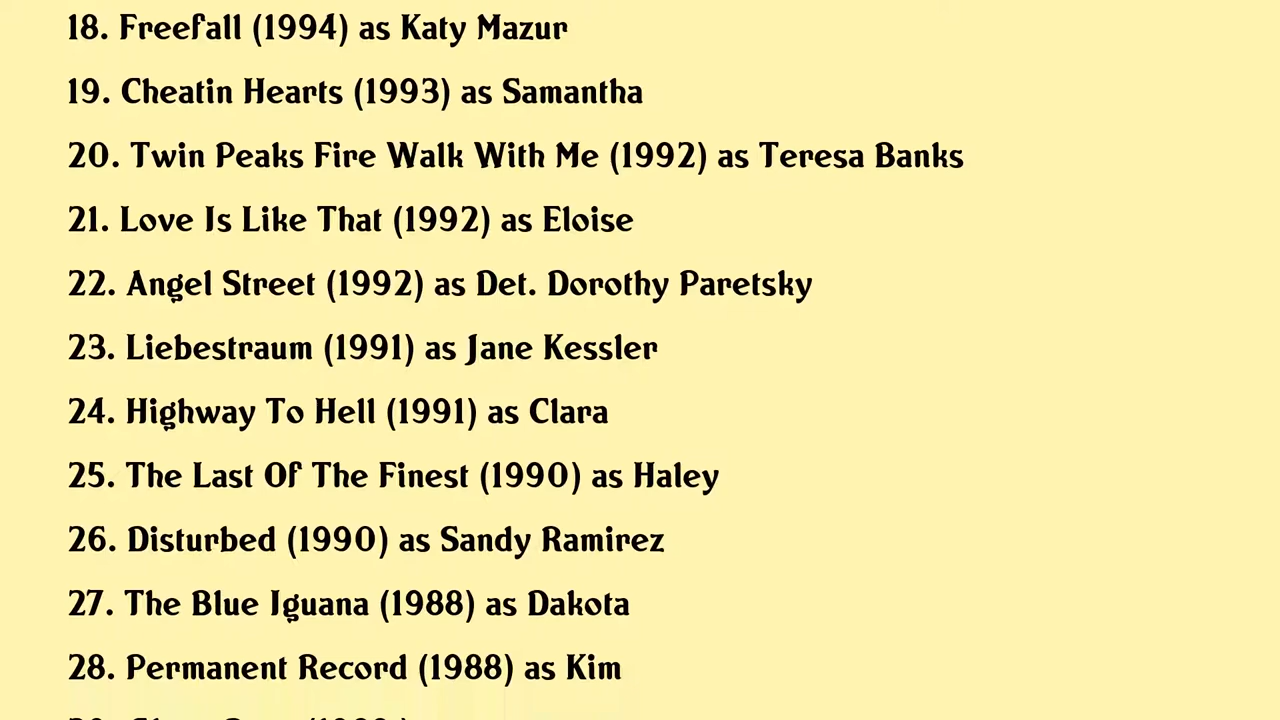 18. Freefall (1994) as Katy Mazur
19. Cheatin Hearts (1993) as Samantha
20. Twin Peaks Fire Walk With Me (1992) as Teresa Banks
21. Love Is Like That (1992) as Eloise
22. Angel Street (1992) as Det. Dorothy Paretsky
23. Liebestraum (1991) as Jane Kessler
24. Highway To Hell (1991) as Clara
25. The Last Of The Finest (1990) as Haley
26. Disturbed (1990) as Sandy Ramirez
27. The Blue Iguana (1988) as Dakota
28. Permanent Record (1988) as Kim